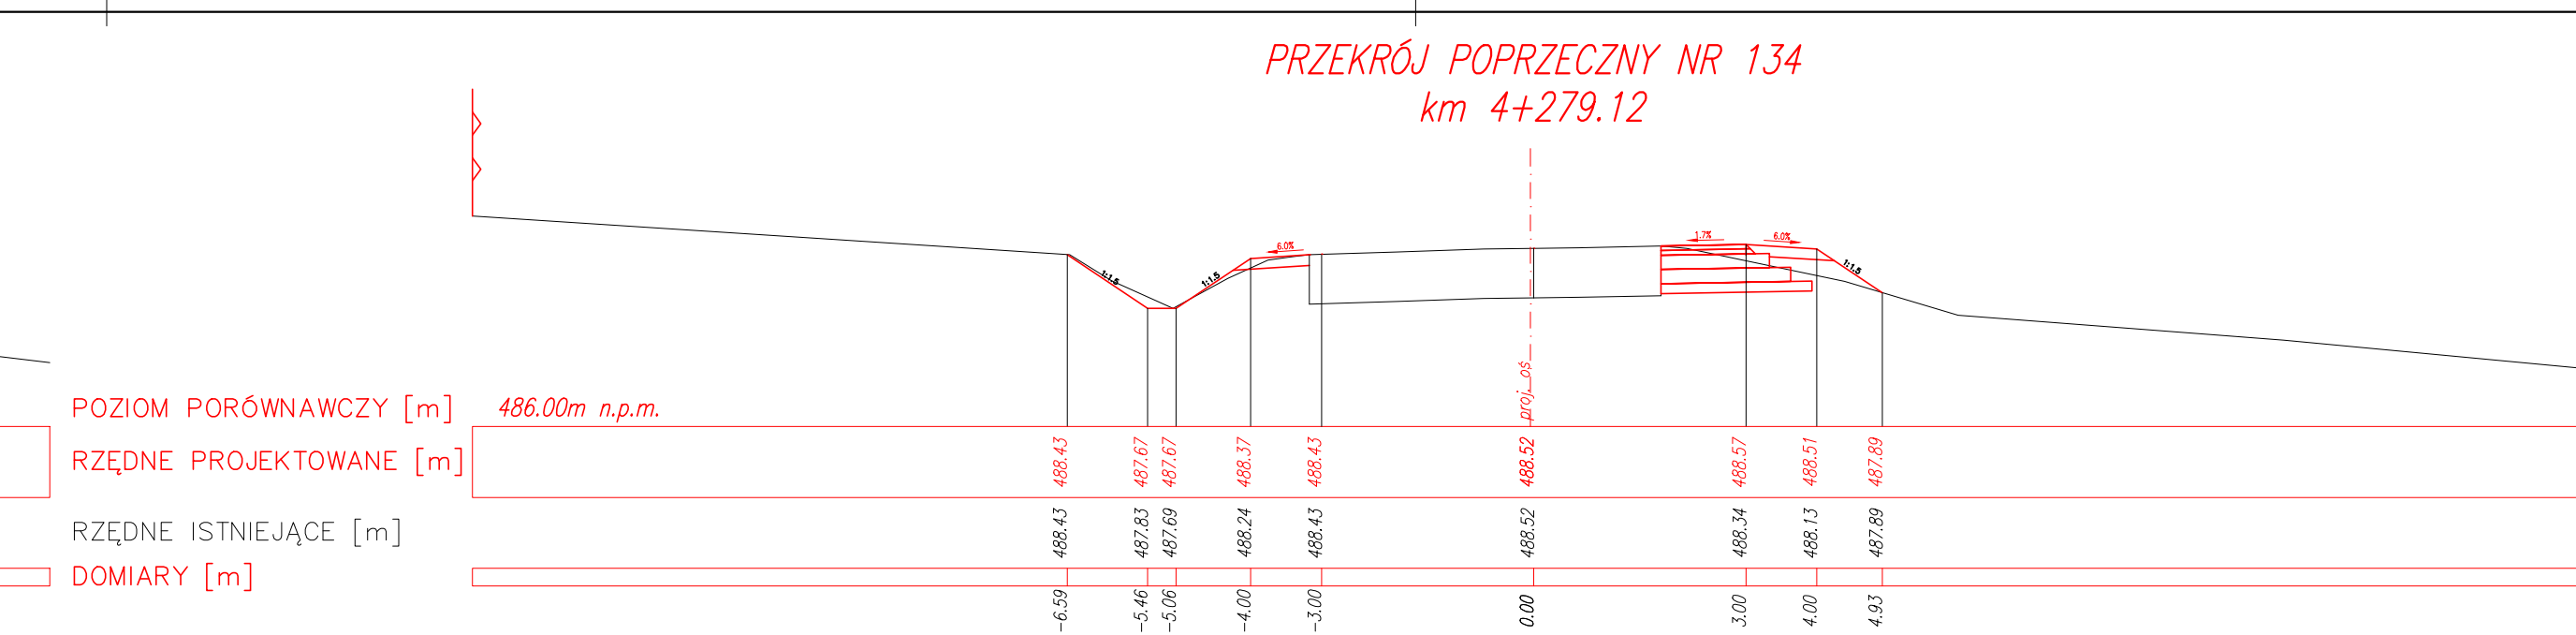 PRZEKRÓJ POPRZECZNY NR 134
km 4+279.12
6.0%
1.7%
6.0%
1:1.5
1:1.5
1:1.5
proj. oś
POZIOM PORÓWNAWCZY [m] 486.00m n.p.m.
RZĘDNE PROJEKTOWANE [m] 488.43 487.67 487.67 488.37 488.43 488.52 488.57 488.51 487.89
RZĘDNE ISTNIEJĄCE [m] 488.43 487.83 487.69 488.24 488.43 488.52 488.34 488.13 487.89
DOMIARY [m] -6.59 -5.46 -5.06 -4.00 -3.00 0.00 3.00 4.00 4.93